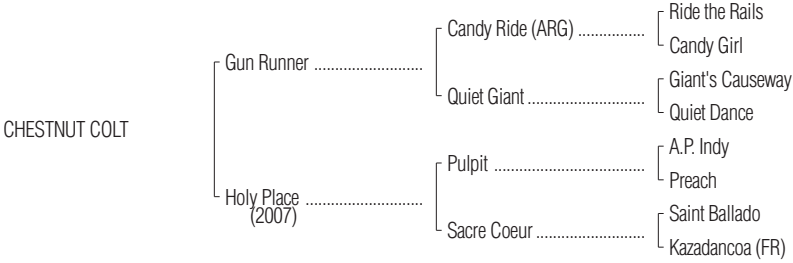 Ride the Rails
Candy Ride (ARG) ................
Candy Girl
Gun Runner ..........................
Giant's Causeway
Quiet Giant ............................
Quiet Dance
CHESTNUT COLT
A.P. Indy
Pulpit ....................................
Preach
Holy Place ............................
(2007)
Saint Ballado
Sacre Coeur ..........................
Kazadancoa (FR)